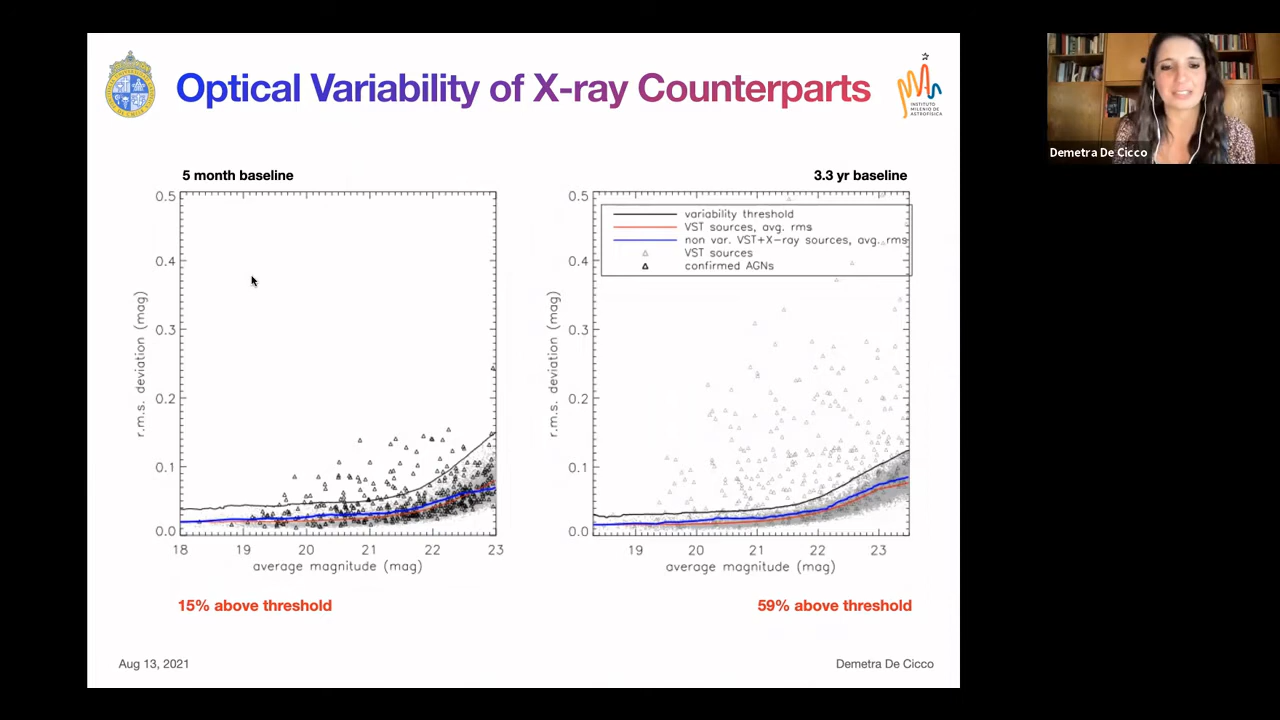 Optical Variability of X-ray Counterparts
INSTITUTO
MILENIO DE
ASTROFÍSICA
Demetra De Cicco
5 month baseline
3.3 yr baseline
0.5
0.4
0.3
0.2
0.1
0.0
r.m.s. deviation (mag)
18 19 20 21 22 23
average magnitude (mag)
0.5
0.4
0.3
0.2
0.1
0.0
r.m.s. deviation (mag)
variability threshold
VST sources, avg. rms
non var. VST+X-ray sources, avg. rms
VST sources
confirmed AGNs
19 20 21 22 23
average magnitude (mag)
15% above threshold
59% above threshold
Aug 13, 2021
Demetra De Cicco